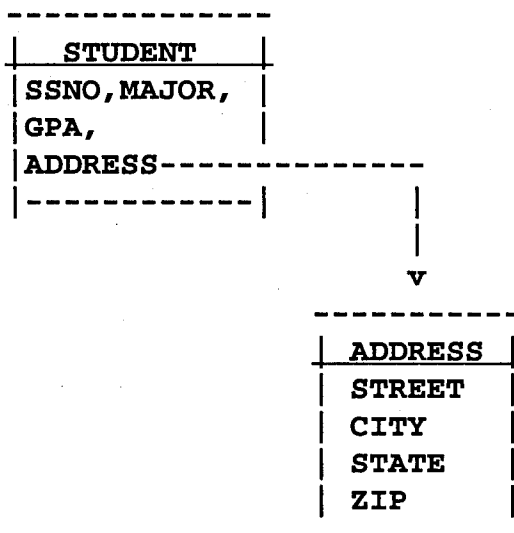 STUDENT
SSNO,MAJOR,
GPA,
ADDRESS
v
ADDRESS
STREET
CITY
STATE
ZIP